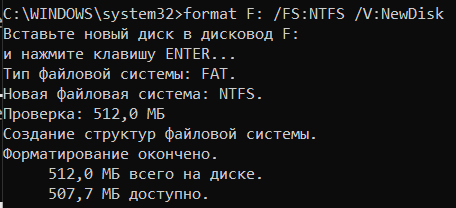 C:\WINDOWS\system32>format F: /FS:NTFS /V:NewDisk
Вставьте новый диск в дисковод F:
и нажмите клавишу ENTER...
Тип файловой системы: FAT.
Новая файловая система: NTFS.
Проверка: 512,0 МБ
Создание структур файловой системы.
Форматирование окончено.
512,0 МБ всего на диске.
507,7 МБ доступно.